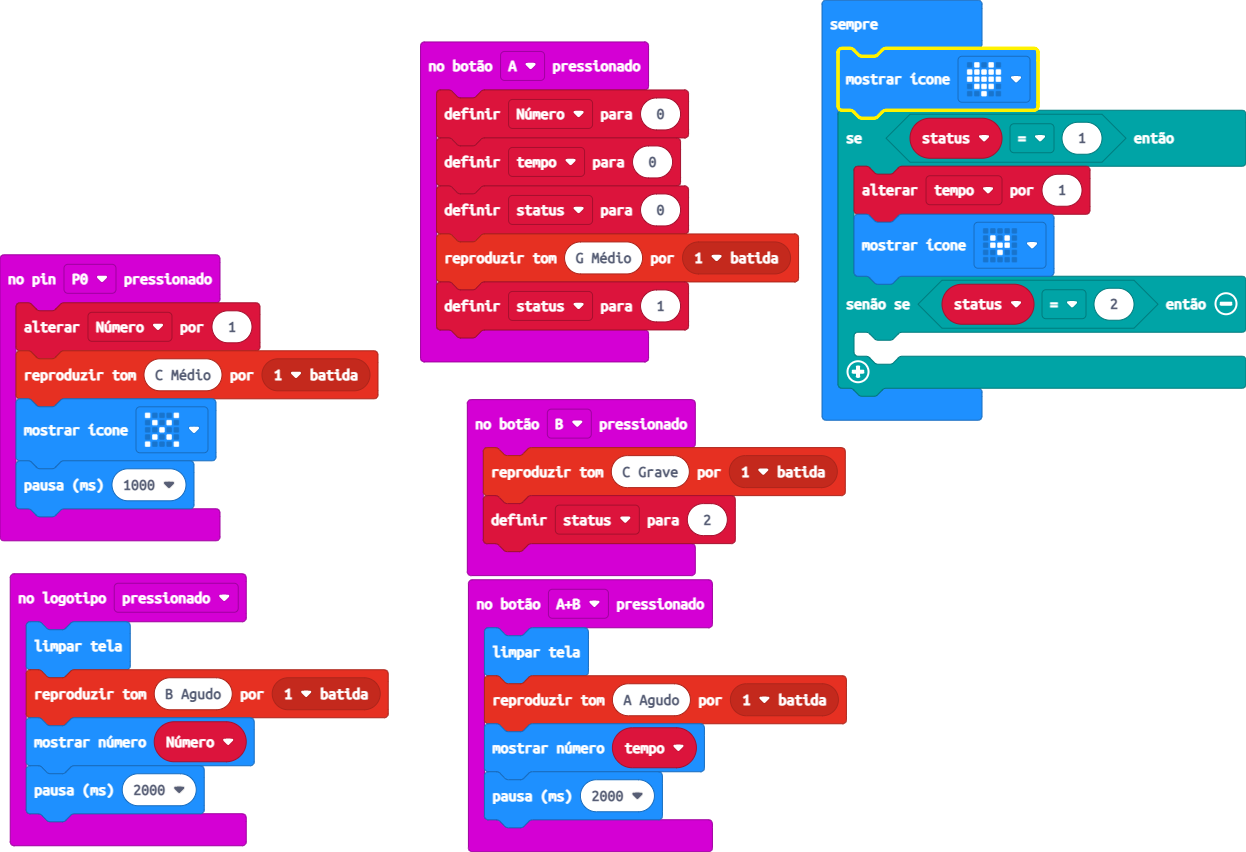 no pin P0 pressionado
alterar Número por 1
reproduzir tom C Médio por 1 batida
mostrar ícone
pausa (ms) 1000
no logotipo pressionado
limpar tela
reproduzir tom B Agudo por 1 batida
mostrar número Número
pausa (ms) 2000
no botão A pressionado
definir Número para 0
definir tempo para 0
definir status para 0
reproduzir tom G Médio por 1 batida
definir status para 1
no botão B pressionado
reproduzir tom C Grave por 1 batida
definir status para 2
no botão A+B pressionado
limpar tela
reproduzir tom A Agudo por 1 batida
mostrar número tempo
pausa (ms) 2000
sempre
mostrar ícone
se status = 1 então
alterar tempo por 1
mostrar ícone
senão se status = 2 então